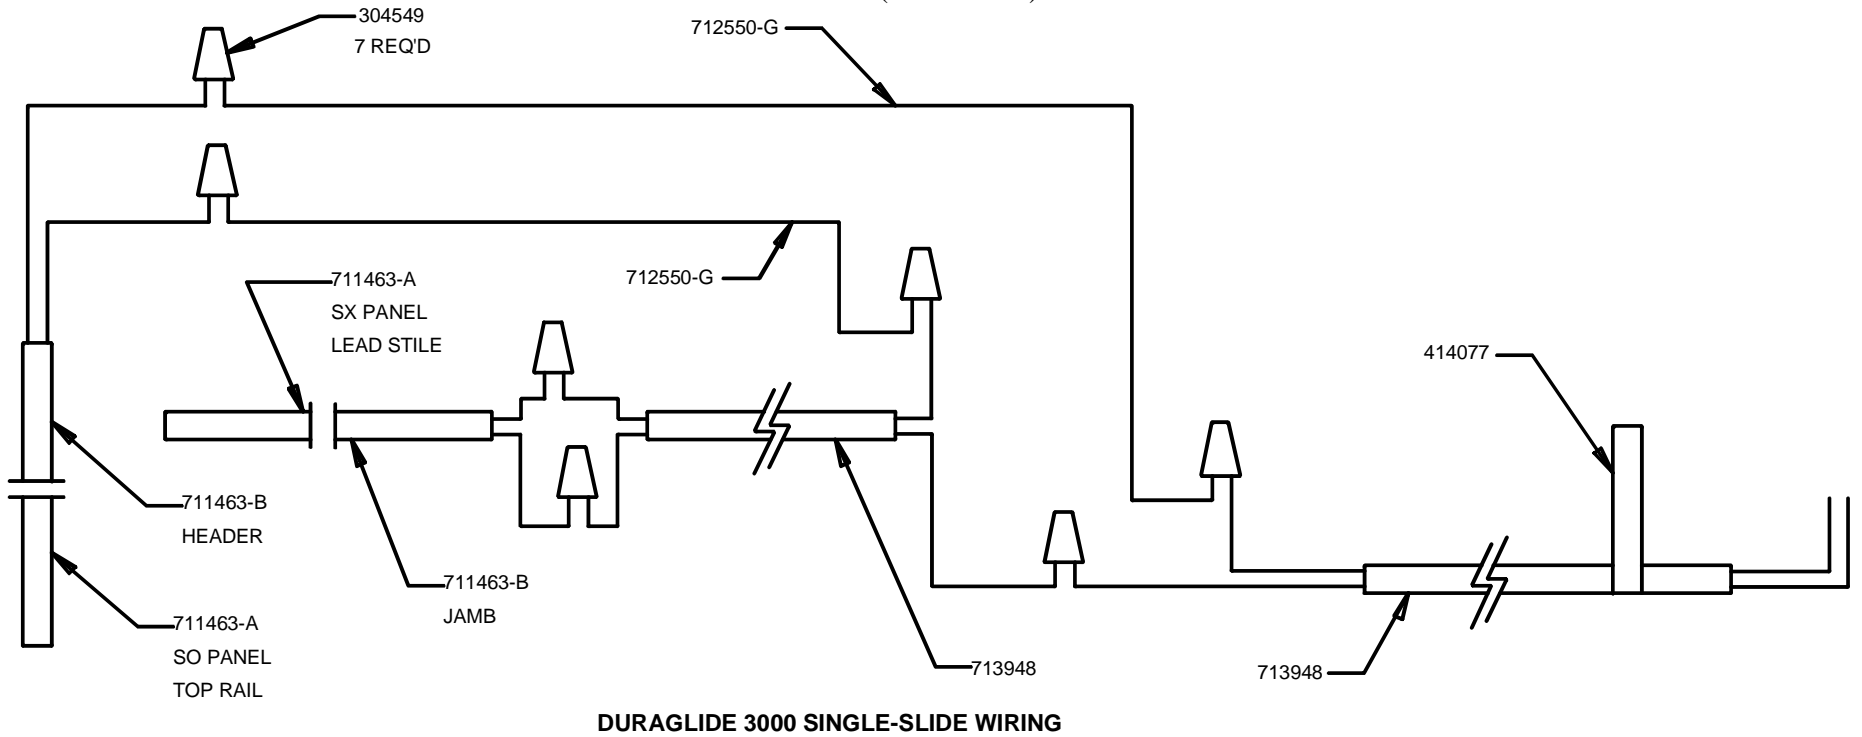 304549
7 REQ'D
712550-G
712550-G
711463-A
SX PANEL
LEAD STILE
414077
711463-B
HEADER
711463-B
JAMB
711463-A
SO PANEL
TOP RAIL
713948
713948
DURAGLIDE 3000 SINGLE-SLIDE WIRING